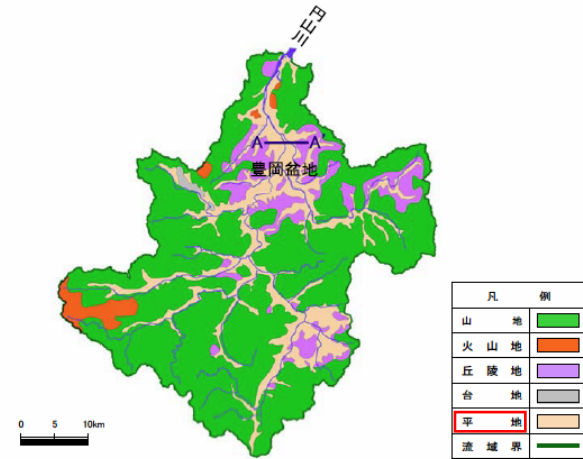 円山川
A A'
豊岡盆地
凡 例
山 地
火 山 地
丘 陵 地
台 地
平 地
流 域 界
0 5 10km